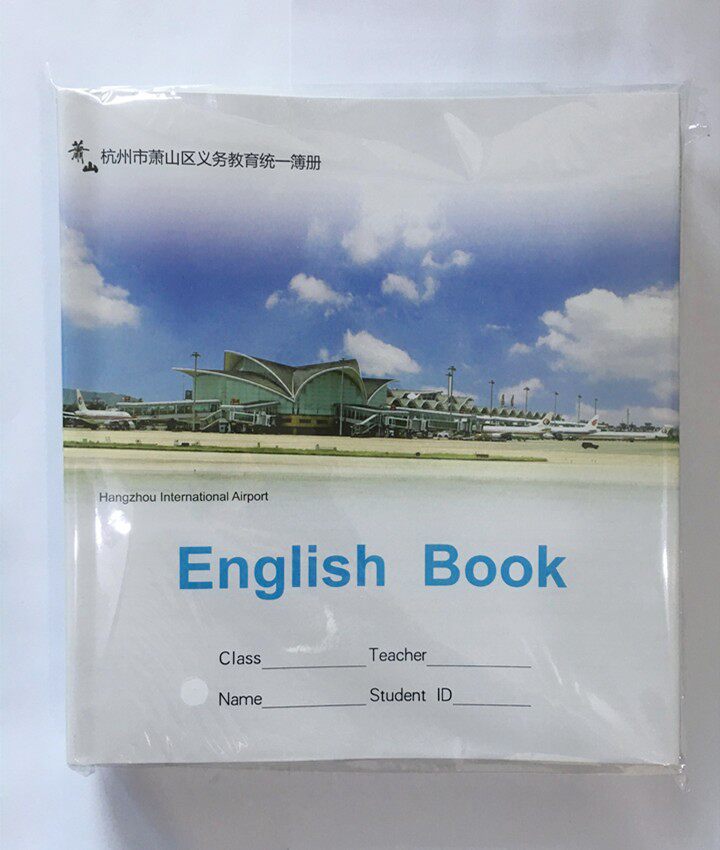 萧山 杭州市萧山区义务教育统一簿册
Hangzhou International Airport
English Book
Class Teacher
Name Student ID